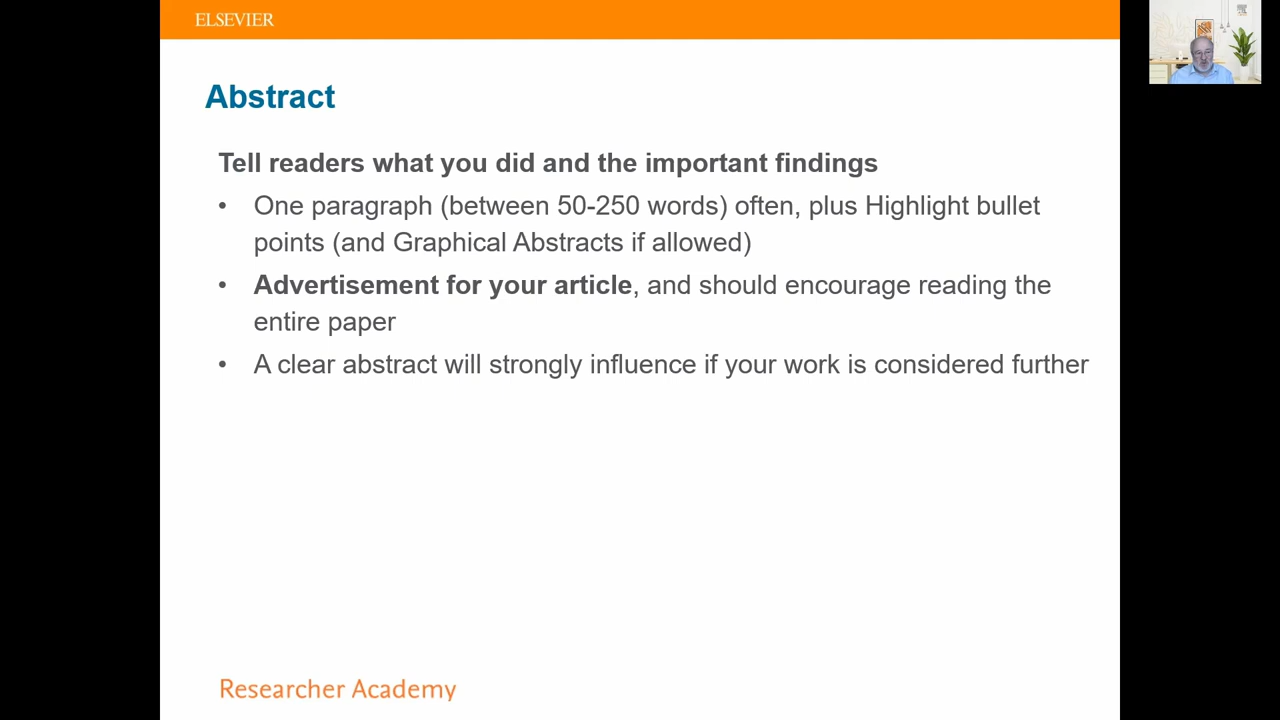 ELSEVIER
Abstract
Tell readers what you did and the important findings
• One paragraph (between 50-250 words) often, plus Highlight bullet
points (and Graphical Abstracts if allowed)
• Advertisement for your article, and should encourage reading the
entire paper
• A clear abstract will strongly influence if your work is considered further
Researcher Academy